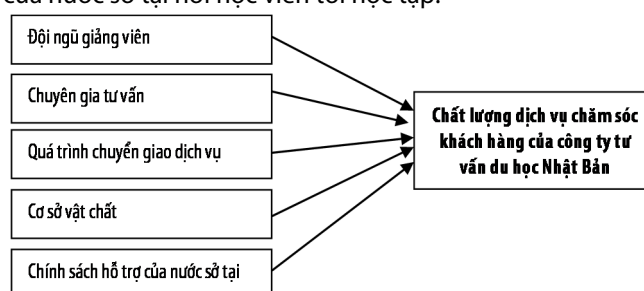 của nước sở tại nơi học viên tới học tập.
Đội ngũ giảng viên
Chuyên gia tư vấn
Quá trình chuyển giao dịch vụ
Cơ sở vật chất
Chính sách hỗ trợ của nước sở tại
Chất lượng dịch vụ chăm sóc
khách hàng của công ty tư
vấn du học Nhật Bản